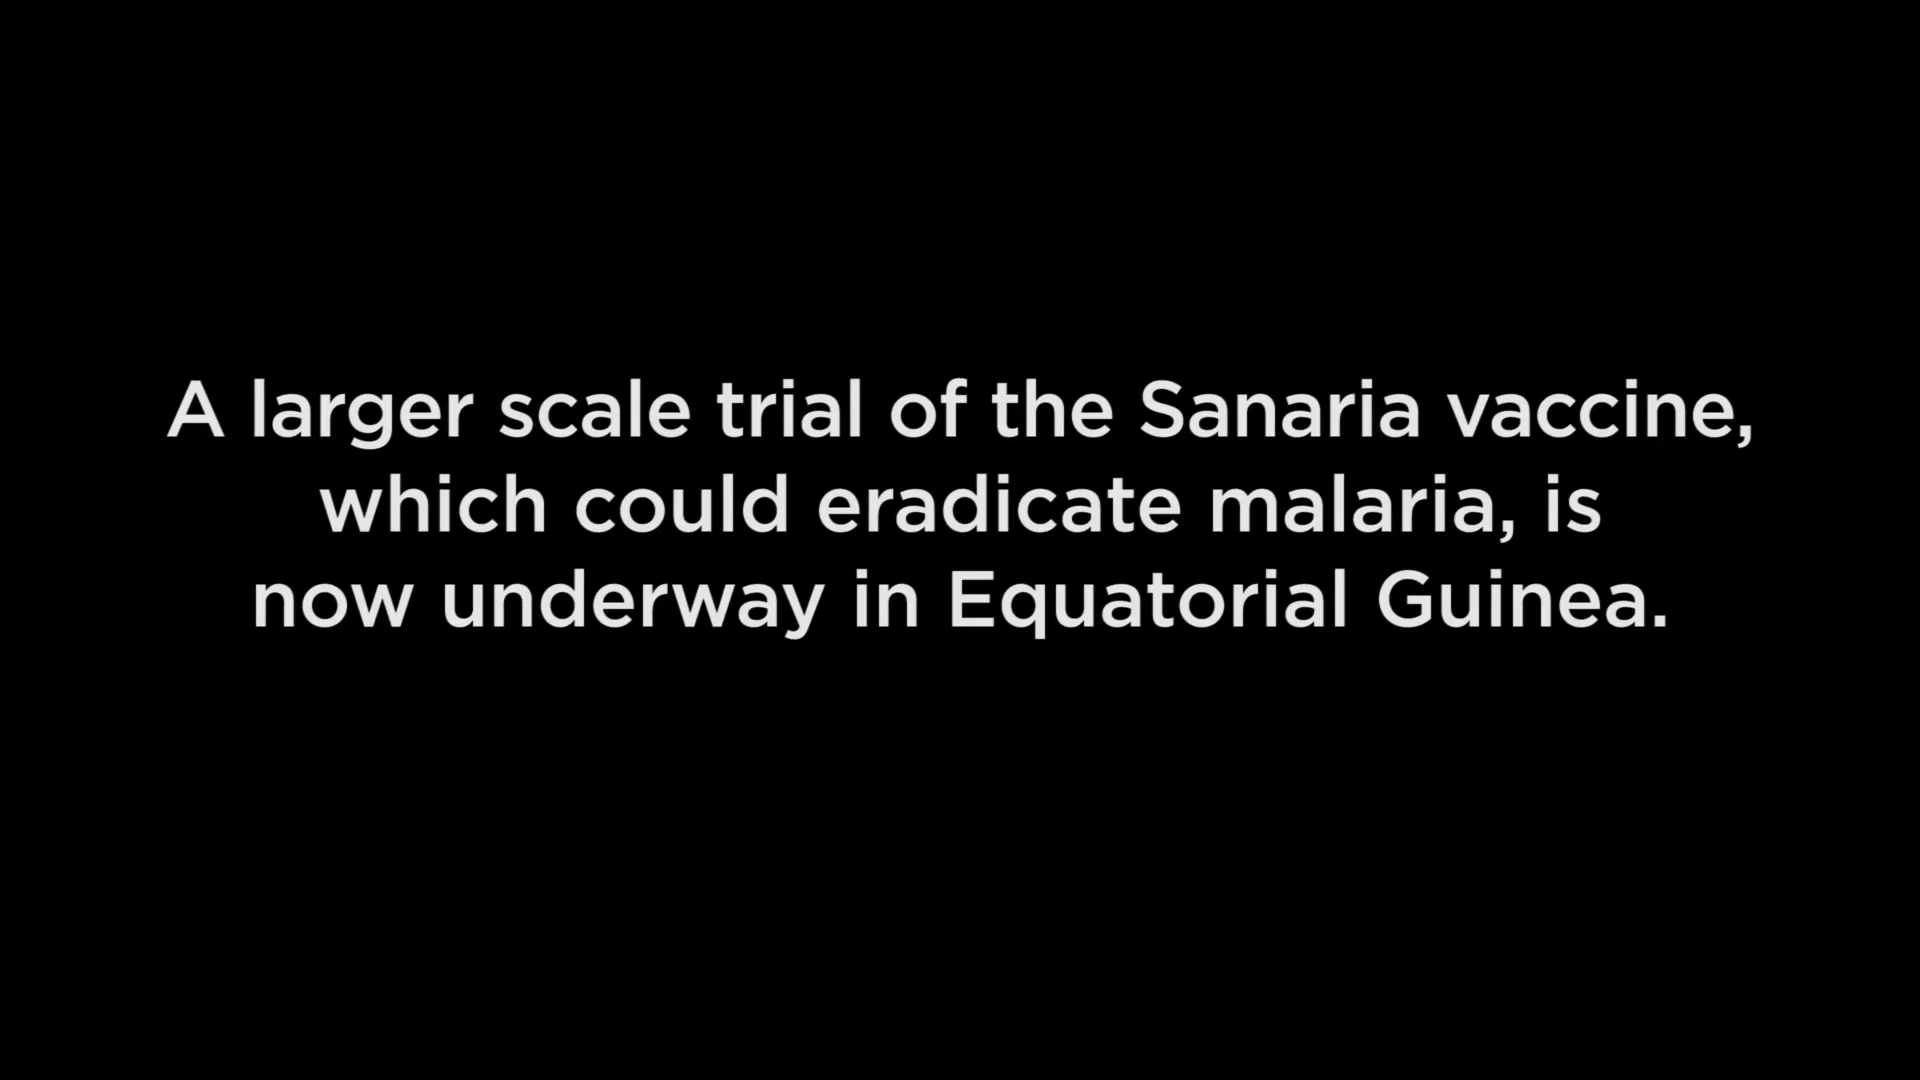 A larger scale trial of the Sanaria vaccine,
which could eradicate malaria, is
now underway in Equatorial Guinea.